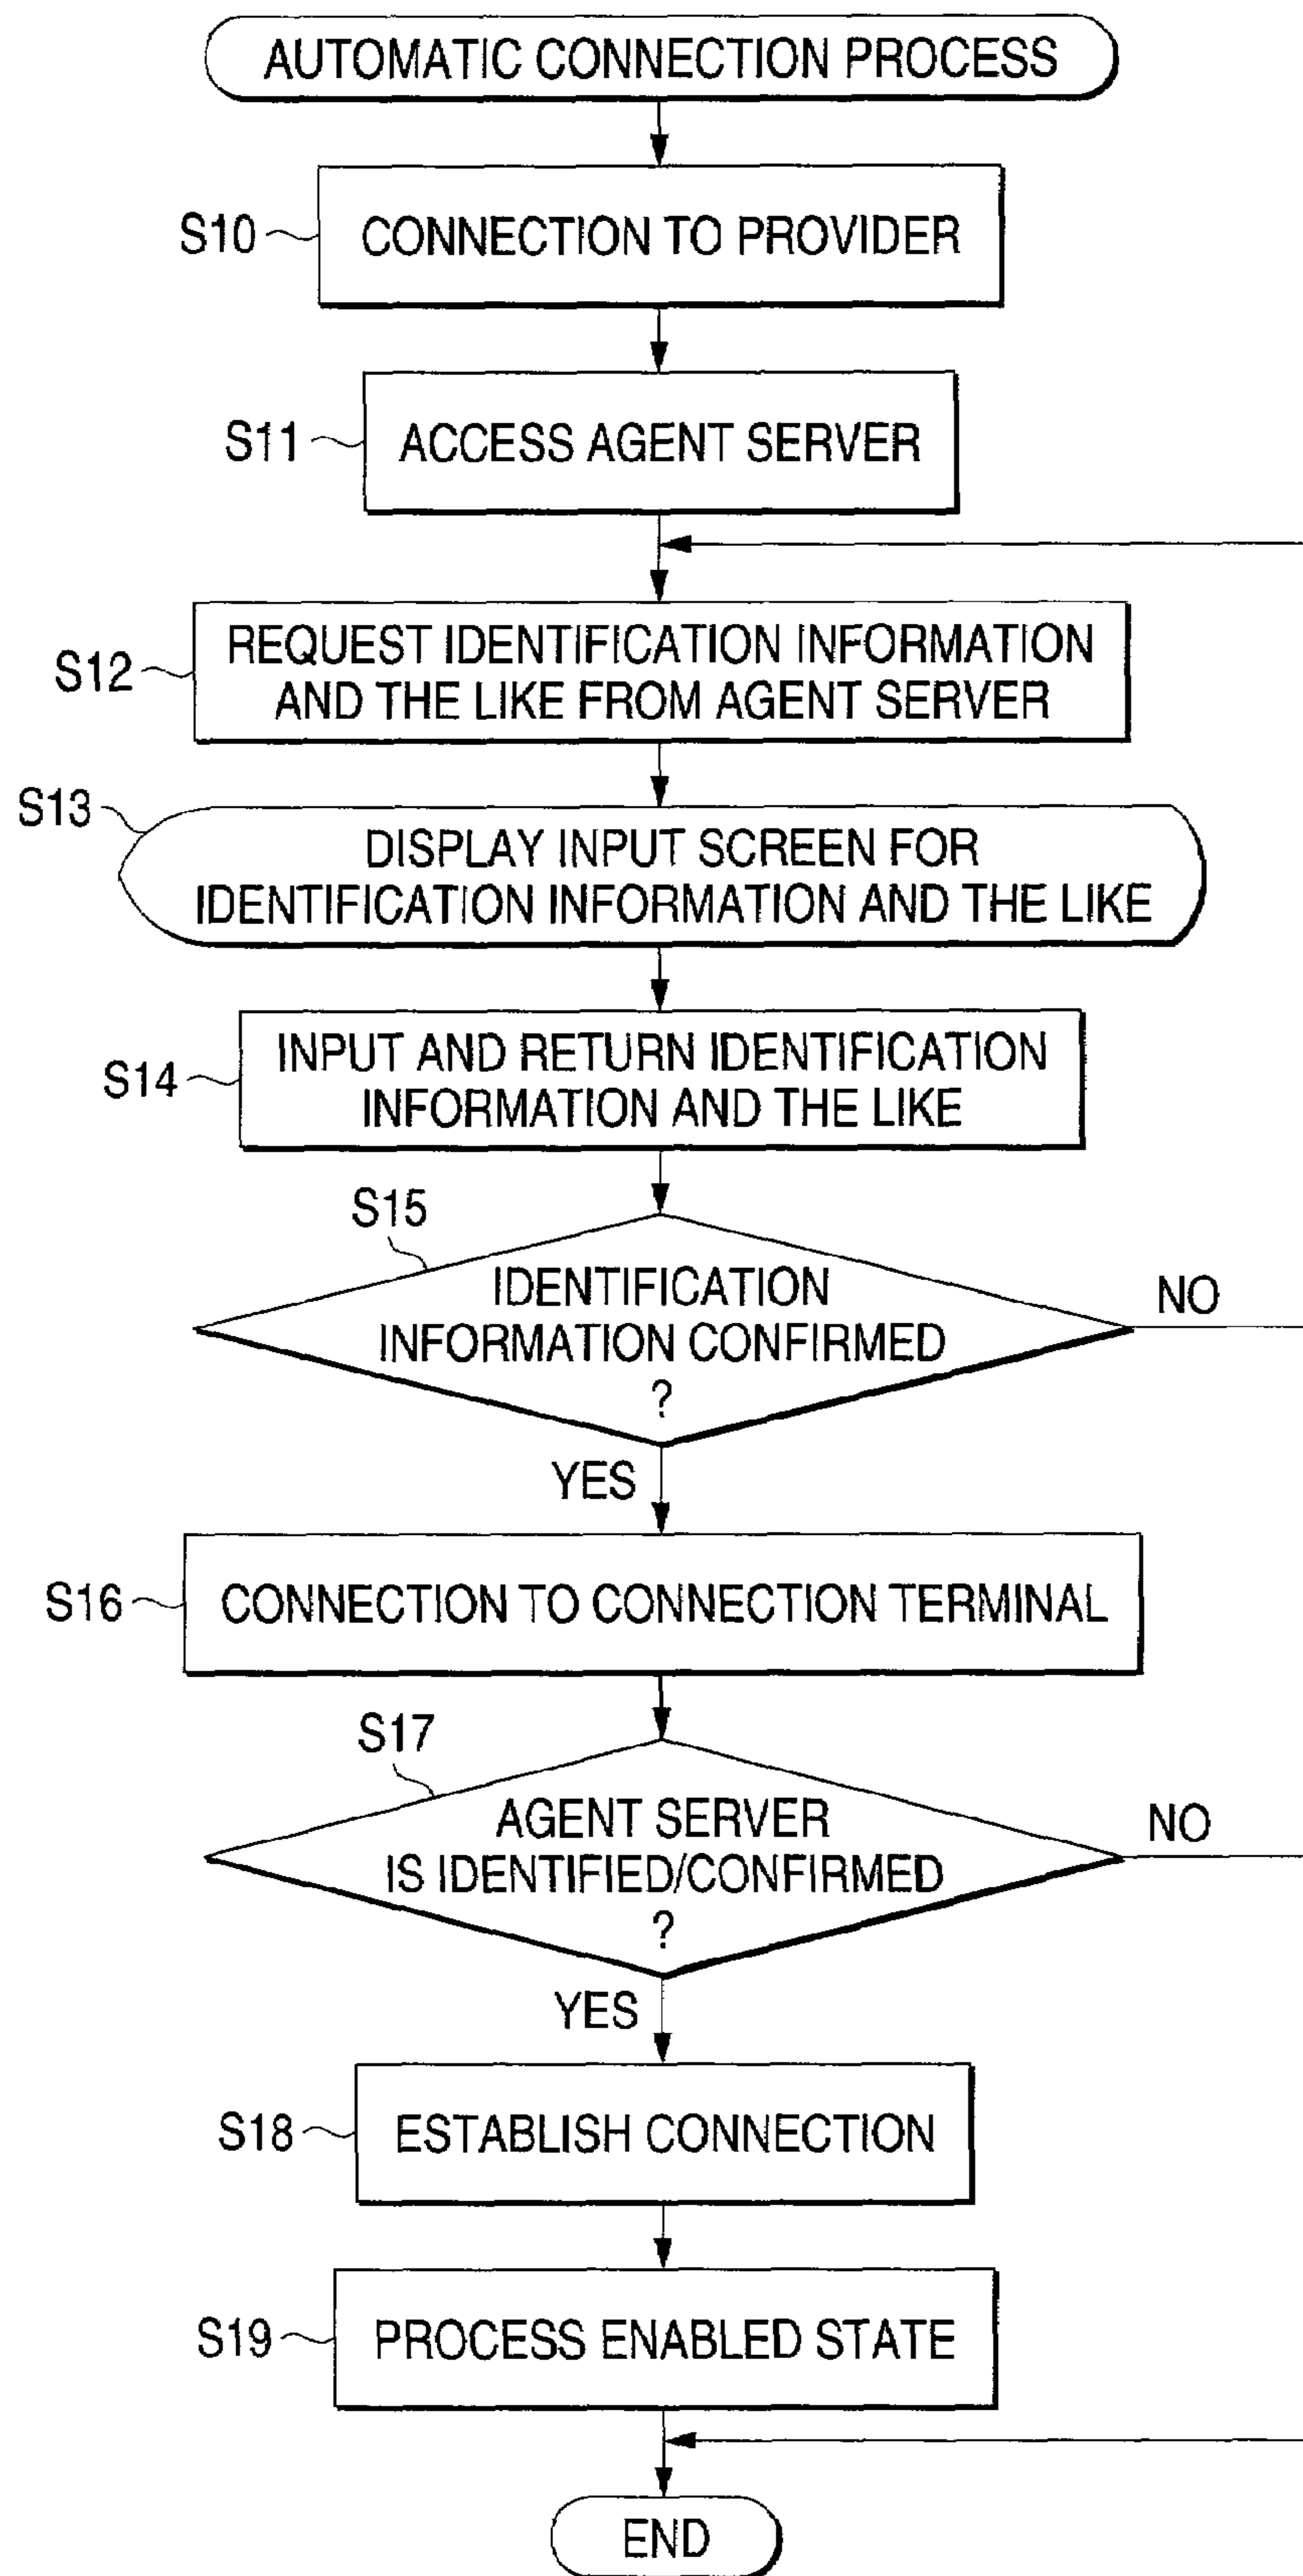 AUTOMATIC CONNECTION PROCESS
S10
CONNECTION TO PROVIDER
S11
ACCESS AGENT SERVER
S12
REQUEST IDENTIFICATION INFORMATION
AND THE LIKE FROM AGENT SERVER
S13
DISPLAY INPUT SCREEN FOR
IDENTIFICATION INFORMATION AND THE LIKE
S14
INPUT AND RETURN IDENTIFICATION
INFORMATION AND THE LIKE
S15
IDENTIFICATION
INFORMATION CONFIRMED
?
NO
YES
S16
CONNECTION TO CONNECTION TERMINAL
S17
AGENT SERVER
IS IDENTIFIED/CONFIRMED
?
NO
YES
S18
ESTABLISH CONNECTION
S19
PROCESS ENABLED STATE
END